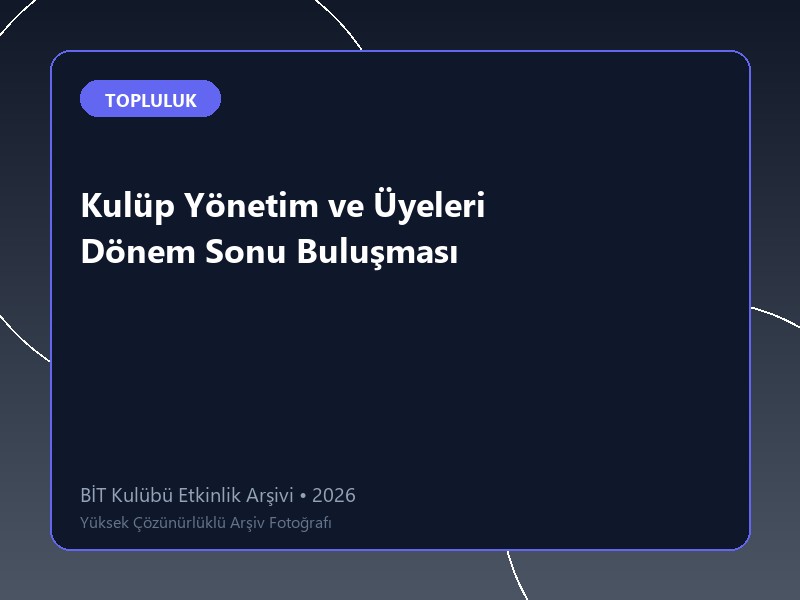 TOPLULUK
Kulüp Yönetim ve Üyeleri
Dönem Sonu Buluşması
BİT Kulübü Etkinlik Arşivi • 2026
Yüksek Çözünürlüklü Arşiv Fotoğrafı